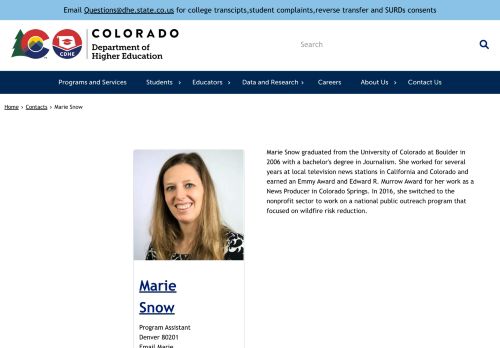 Email Questions@dhe.state.co.us for college transcipts,student complaints,reverse transfer and SURDs consents
COLORADO
Department of
Higher Education
CDHE
Search
Programs and Services Students Educators Data and Research Careers About Us Contact Us
Home > Contacts > Marie Snow
Marie Snow graduated from the University of Colorado at Boulder in
2006 with a bachelor's degree in Journalism. She worked for several
years at local television news stations in California and Colorado and
earned an Emmy Award and Edward R. Murrow Award for her work as a
News Producer in Colorado Springs. In 2016, she switched to the
nonprofit sector to work on a national public outreach program that
focused on wildfire risk reduction.
Marie
Snow
Program Assistant
Denver 80201
Email Marie